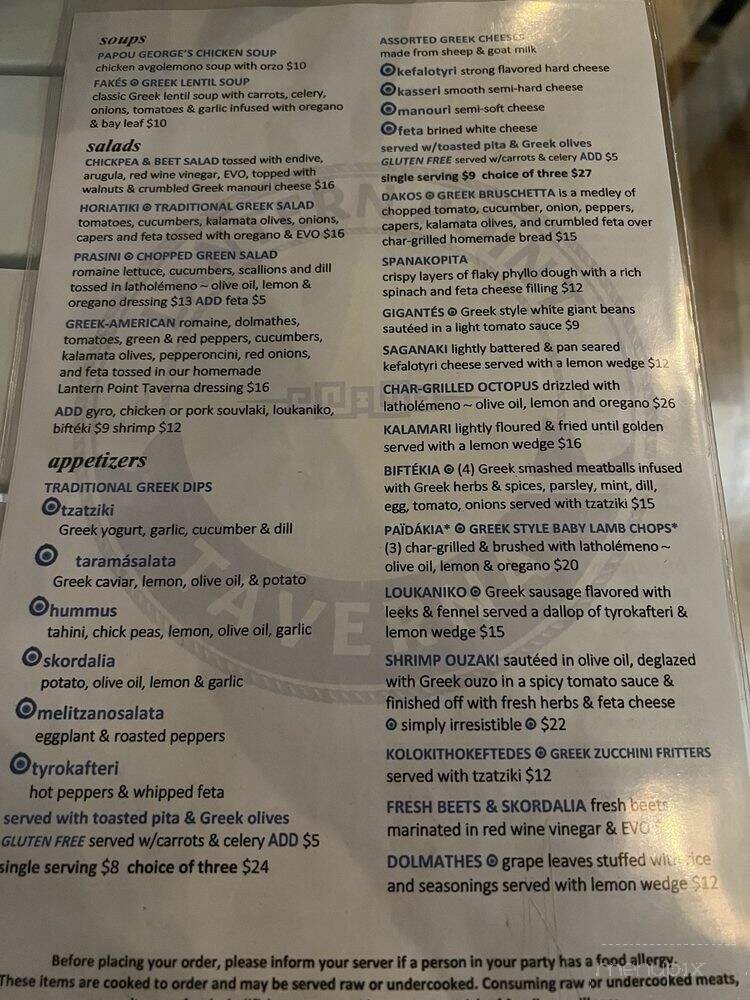 soups
PAPOU GEORGE'S CHICKEN SOUP
chicken avgolemono soup with orzo $10
FAKÉS GREEK LENTIL SOUP
classic Greek lentil soup with carrots, celery,
onions, tomatoes & garlic infused with oregano
& bay leaf $10
salads
CHICKPEA & BEET SALAD tossed with endive,
arugula, red wine vinegar, EVO, topped with
walnuts & crumbled Greek manouri cheese $16
HORIATIKI TRADITIONAL GREEK SALAD
tomatoes, cucumbers, kalamata olives, onions,
capers and feta tossed with oregano & EVO $16
PRASINI CHOPPED GREEN SALAD
romaine lettuce, cucumbers, scallions and dill
tossed in latholémeno ~ olive oil, lemon &
oregano dressing $13 ADD feta $5
GREEK-AMERICAN romaine, dolmathes,
tomatoes, green & red peppers, cucumbers,
kalamata olives, pepperoncini, red onions,
and feta tossed in our homemade
Lantern Point Taverna dressing $16
ADD gyro, chicken or pork souvlaki, loukaniko,
biftéki $9 shrimp $12
appetizers
TRADITIONAL GREEK DIPS
tzatziki
Greek yogurt, garlic, cucumber & dill
taramásalata
Greek caviar, lemon, olive oil, & potato
hummus
tahini, chick peas, lemon, olive oil, garlic
skordalia
potato, olive oil, lemon & garlic
melitzanosalata
eggplant & roasted peppers
tyrokafteri
hot peppers & whipped feta
served with toasted pita & Greek olives
GLUTEN FREE served w/carrots & celery ADD $5
single serving $8 choice of three $24
ASSORTED GREEK CHEESES
made from sheep & goat milk
kefalotyri strong flavored hard cheese
kasseri smooth semi-hard cheese
manouri semi-soft cheese
feta brined white cheese
served w/toasted pita & Greek olives
GLUTEN FREE served w/carrots & celery ADD $5
single serving $9 choice of three $27
DAKOS GREEK BRUSCHETTA is a medley of
chopped tomato, cucumber, onion, peppers,
capers, kalamata olives, and crumbled feta over
char-grilled homemade bread $15
SPANAKOPITA
crispy layers of flaky phyllo dough with a rich
spinach and feta cheese filling $12
GIGANTÉS Greek style white giant beans
sautéed in a light tomato sauce $9
SAGANAKI lightly battered & pan seared
kefalotyri cheese served with a lemon wedge $12
CHAR-GRILLED OCTOPUS drizzled with
latholémeno ~ olive oil, lemon and oregano $26
KALAMARI lightly floured & fried until golden
served with a lemon wedge $16
BIFTÉKIA (4) Greek smashed meatballs infused
with Greek herbs & spices, parsley, mint, dill,
egg, tomato, onions served with tzatziki $15
PAÏDÁKIA* GREEK STYLE BABY LAMB CHOPS*
(3) char-grilled & brushed with latholémeno ~
olive oil, lemon & oregano $20
LOUKANIKO Greek sausage flavored with
leeks & fennel served a dallop of tyrokafteri &
lemon wedge $15
SHRIMP OUZAKI sautéed in olive oil, deglazed
with Greek ouzo in a spicy tomato sauce &
finished off with fresh herbs & feta cheese
simply irresistible $22
KOLOKITHOKEFTEDES GREEK ZUCCHINI FRITTERS
served with tzatziki $12
FRESH BEETS & SKORDALIA fresh beets
marinated in red wine vinegar & EVO
DOLMATHES grape leaves stuffed with rice
and seasonings served with lemon wedge $12
TAVE
Before placing your order, please inform your server if a person in your party has a food allergy.
These items are cooked to order and may be served raw or undercooked. Consuming raw or undercooked meats,
menupix